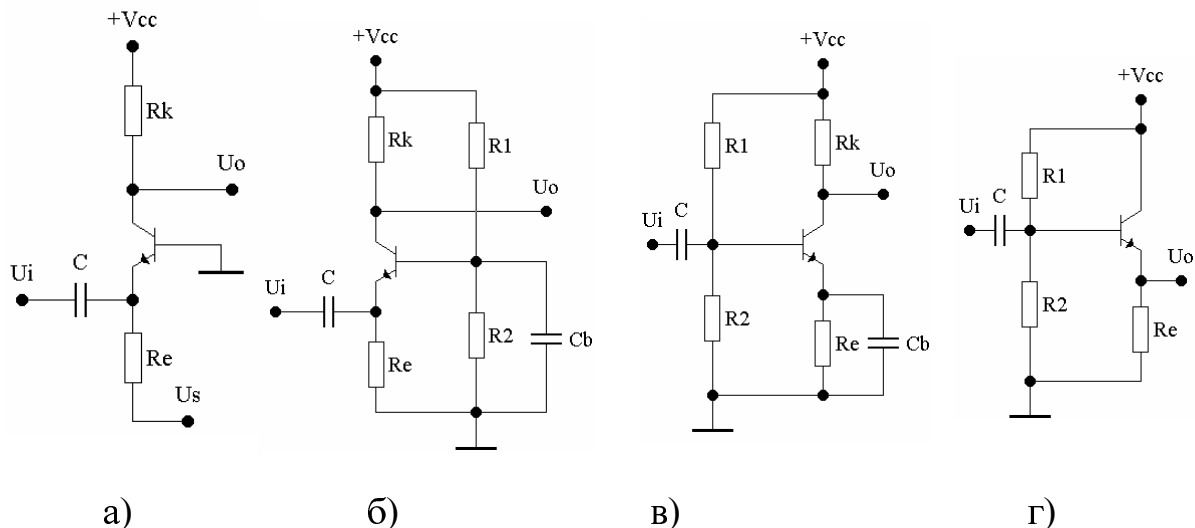 +Vcc
Rk
Uo
Ui
C
Re
Us
а)
+Vcc
Rk
R1
Uo
Ui
C
R2
Cb
Re
б)
+Vcc
R1
Rk
Uo
Ui
C
R2
Re
Cb
в)
+Vcc
R1
Ui
C
Uo
R2
Re
г)